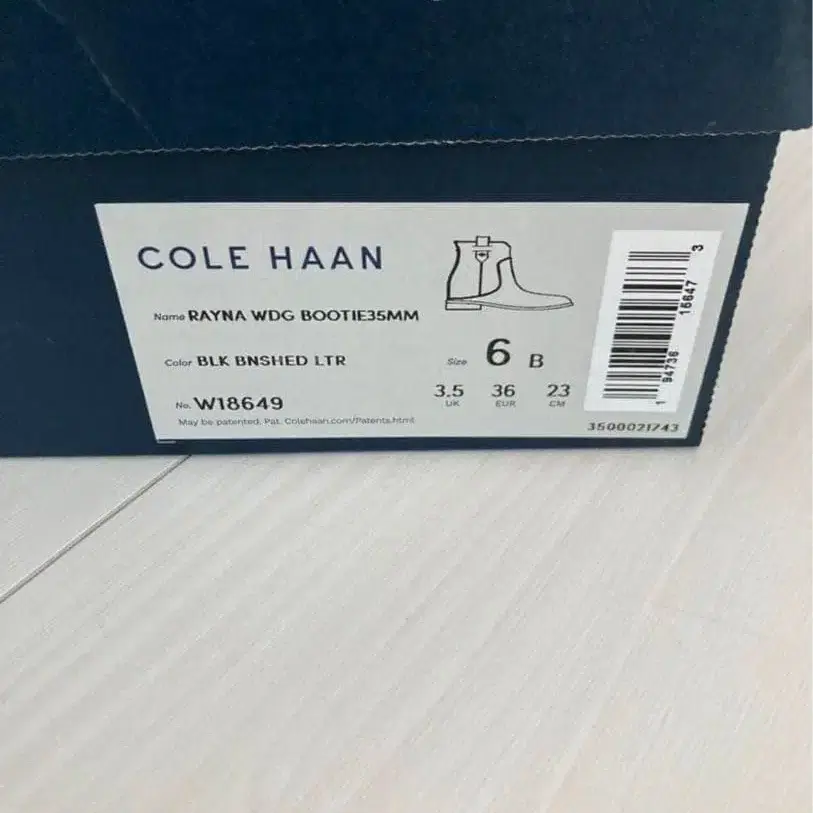 COLE HAAN
Name RAYNA WDG BOOTIE35MM
Color BLK BNSHED LTR
No. W18649
May be patented, Pat. Colehaan.com/Patents.html
Size 6 B
3.5 36 23
UK EUR CM
1 94736 15647 3
3500021743